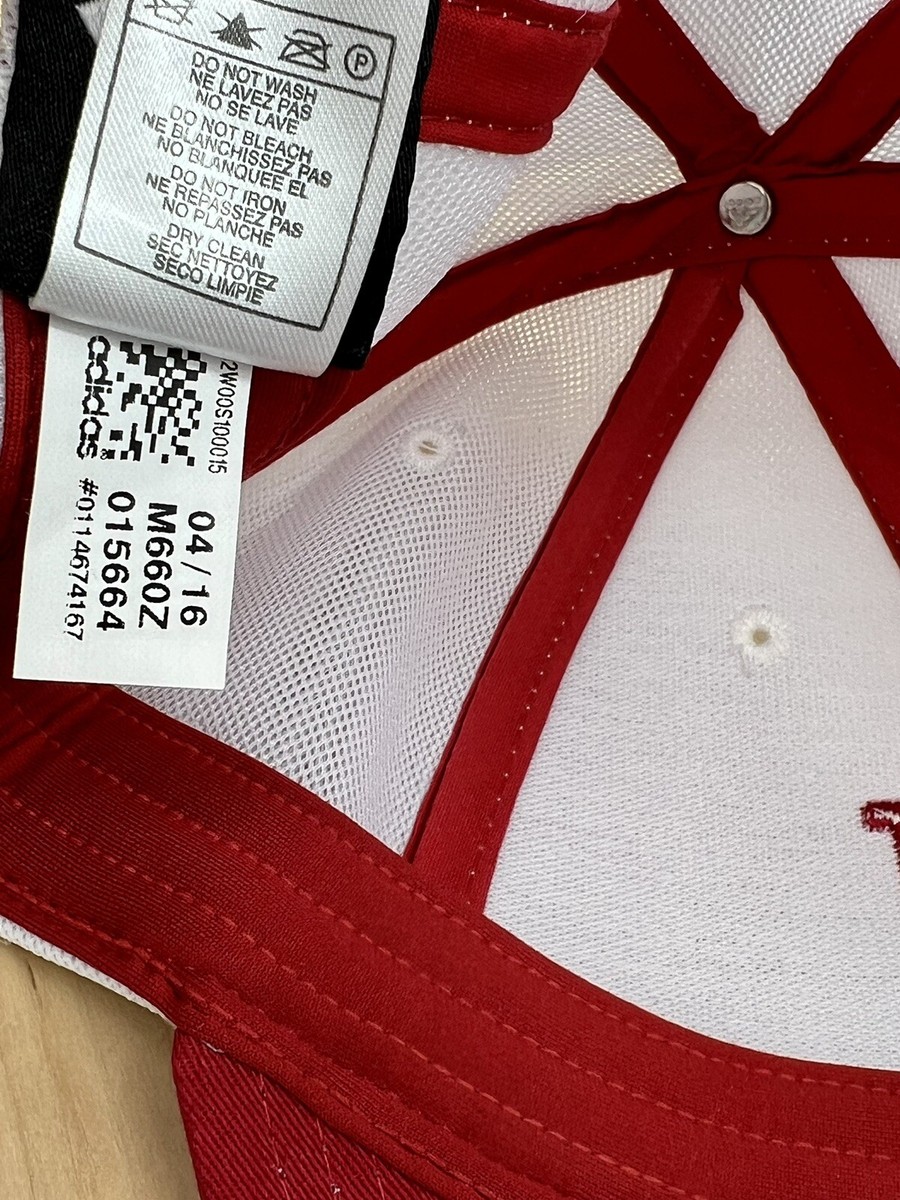 P
DO NOT WASH
NE LAVEZ PAS
NO SE LAVE
DO NOT BLEACH
NE BLANCHISSEZ PAS
NO BLANQUEE EL
DO NOT IRON
NE REPASSEZ PAS
NO PLANCHE
DRY CLEAN
SEC NETTOYEZ
SECO LIMPIE
2W00S100015
adidas®
04/16
M660Z
015664
#0114674167